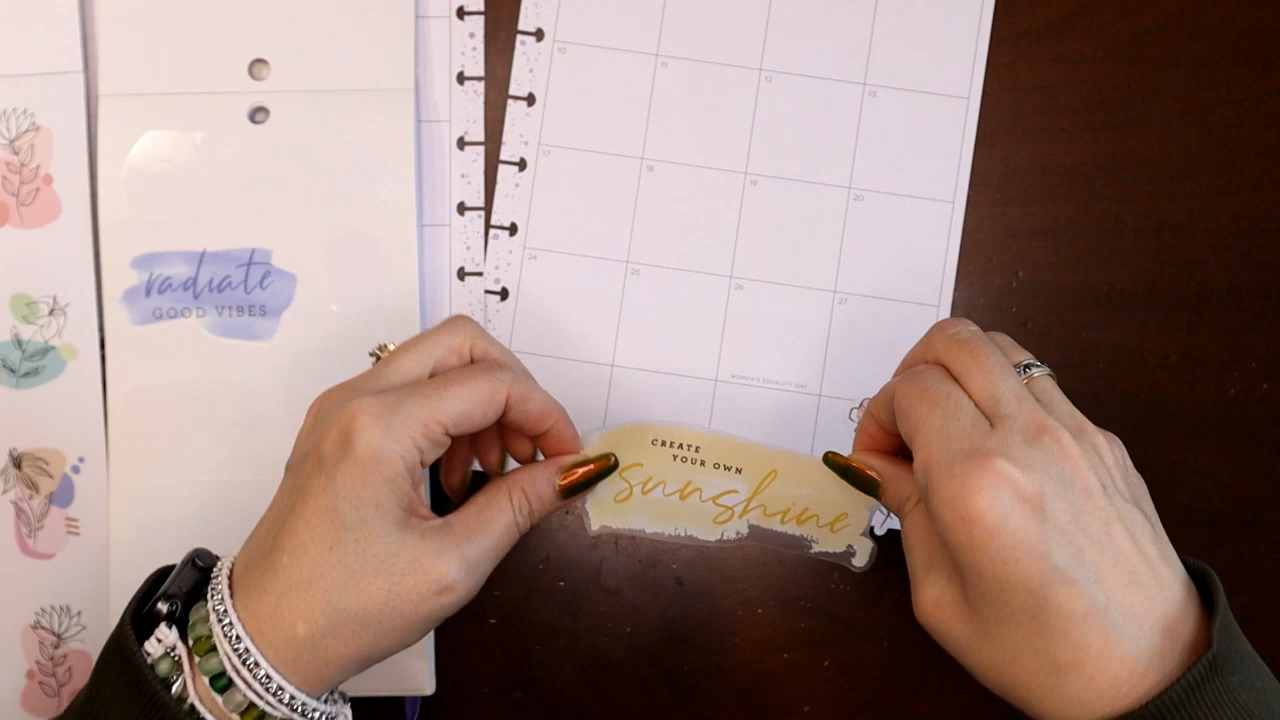 radiate
GOOD VIBES
10
11
12
13
17
18
19
20
24
25
26
27
WOMEN'S EQUALITY DAY
CREATE
YOUR OWN
sunshine